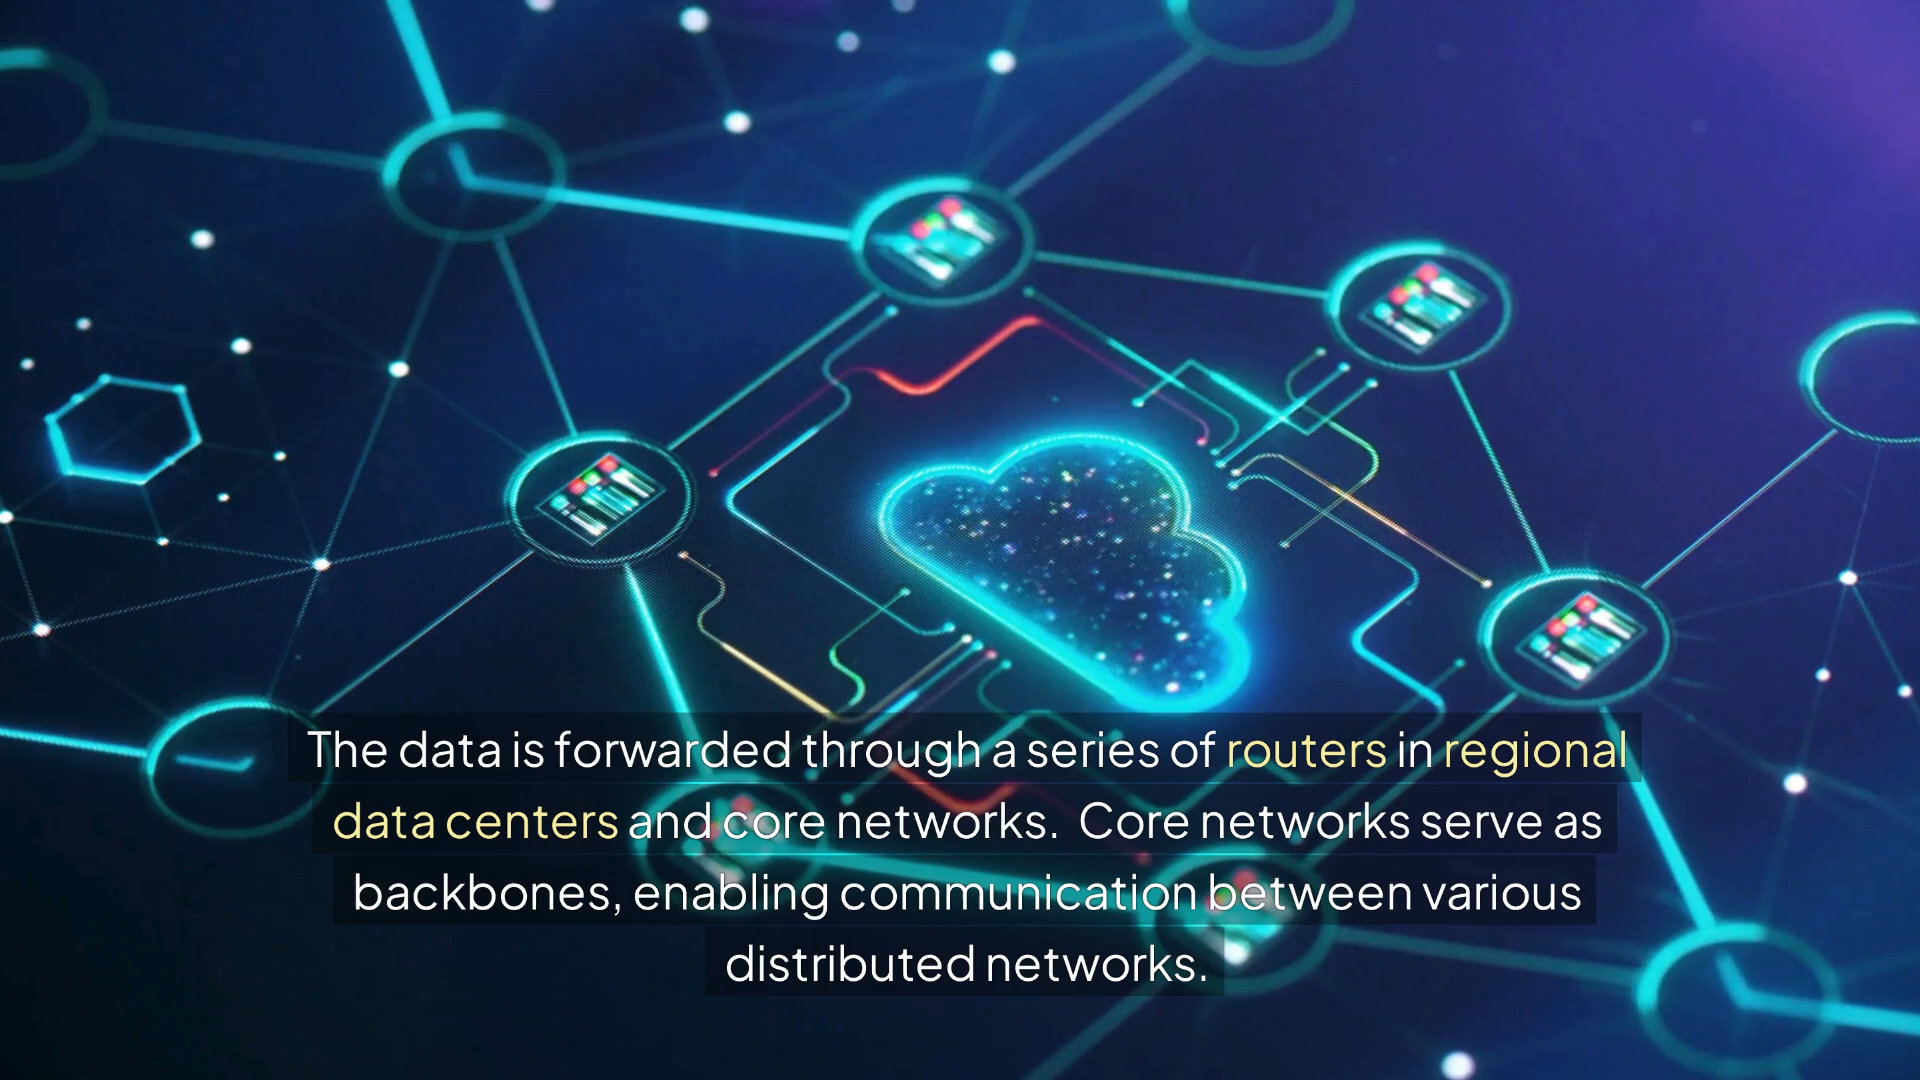 The data is forwarded through a series of routers in regional
data centers and core networks.  Core networks serve as
backbones, enabling communication between various
distributed networks.